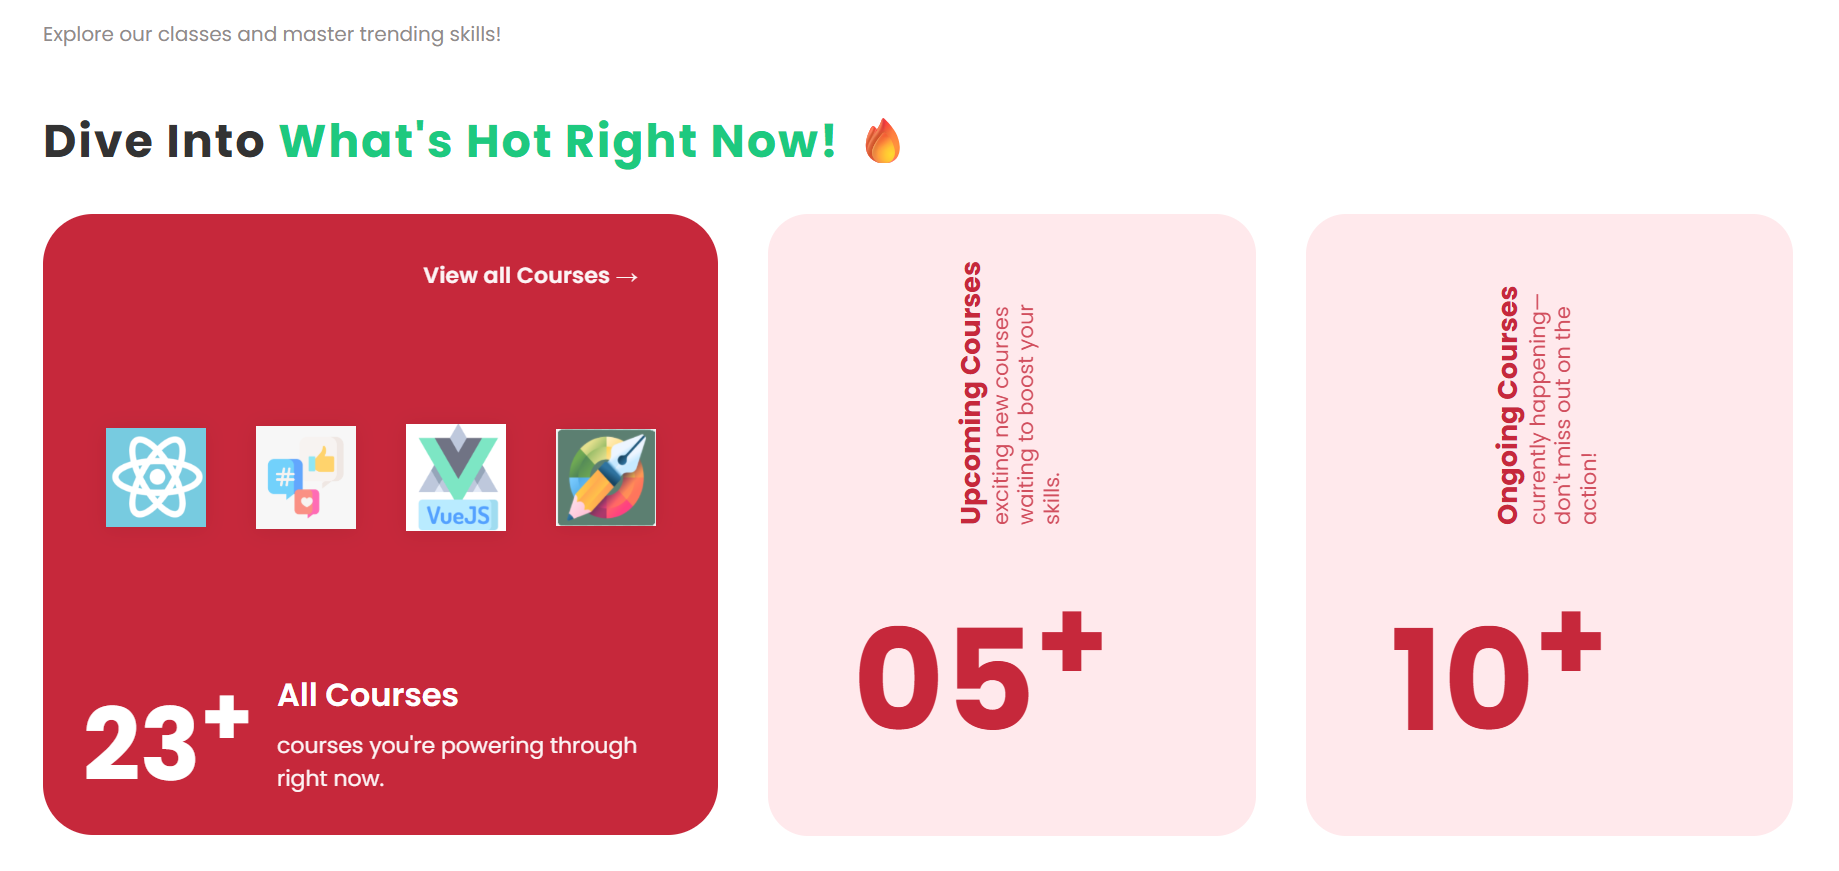 Explore our classes and master trending skills!
Dive Into What's Hot Right Now! 🔥
View all Courses →
#
VueJS
23+
All Courses
courses you're powering through
right now.
Upcoming Courses
exciting new courses
waiting to boost your
skills.
05+
Ongoing Courses
currently happening—
don't miss out on the
action!
10+